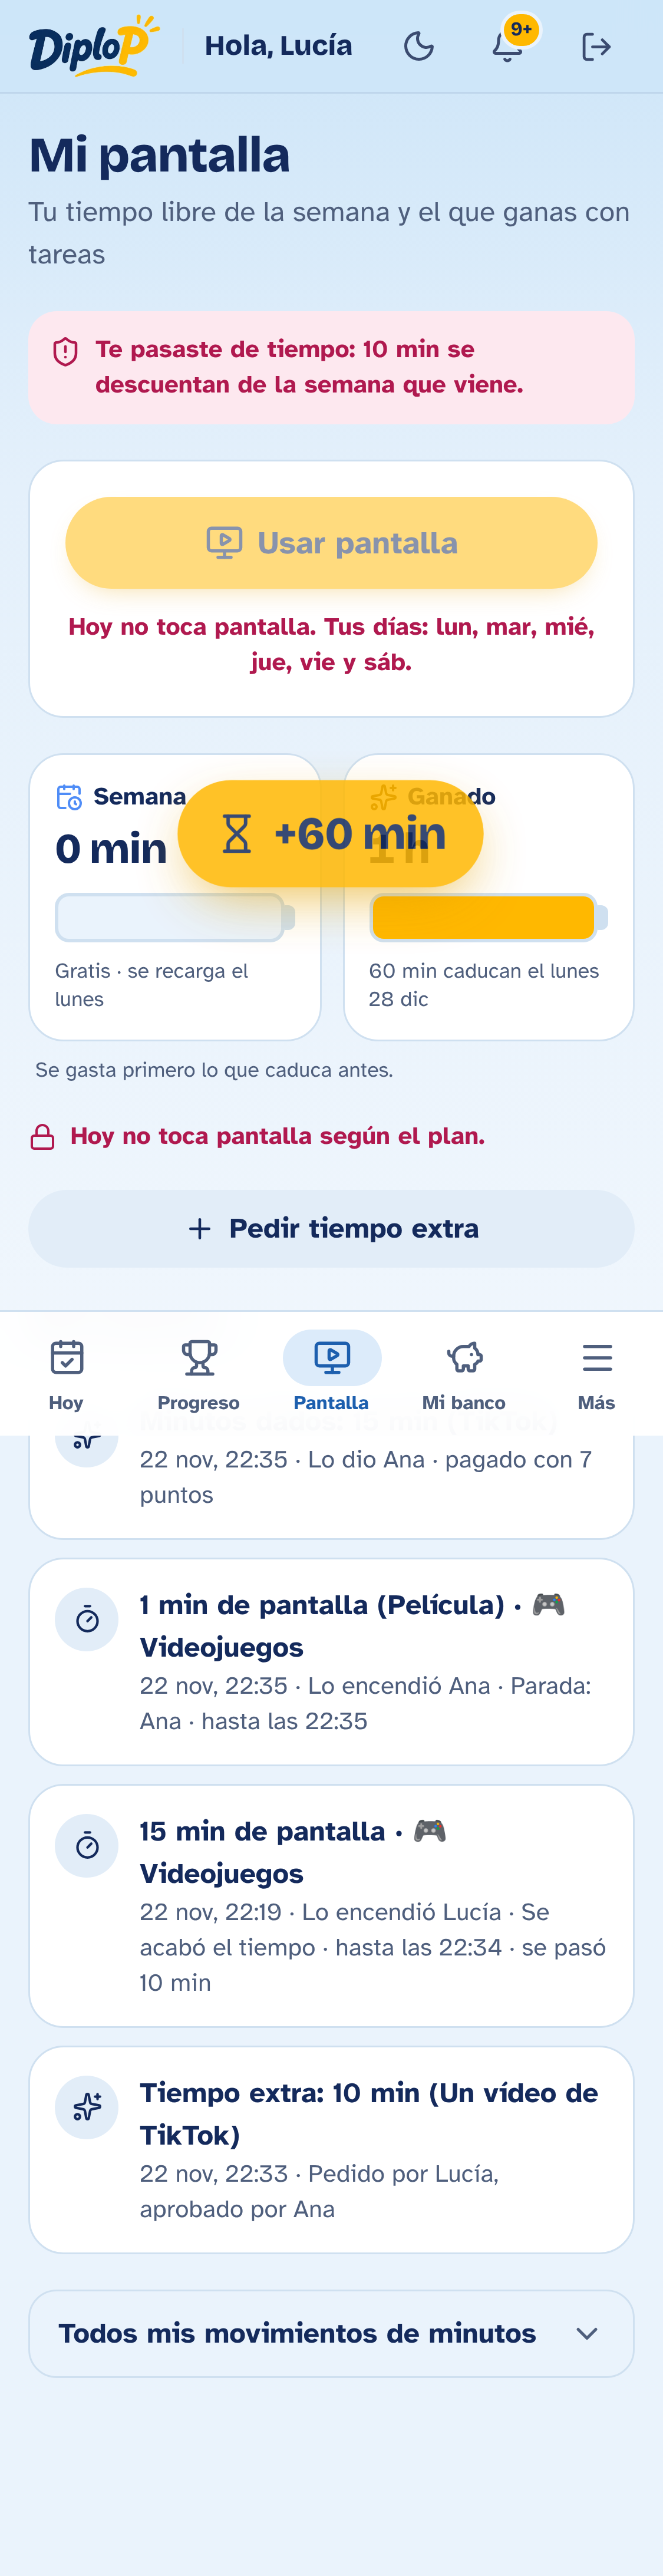 DiploP
Hola, Lucía
9+
Mi pantalla
Tu tiempo libre de la semana y el que ganas con
tareas
Te pasaste de tiempo: 10 min se
descuentan de la semana que viene.
Usar pantalla
Hoy no toca pantalla. Tus días: lun, mar, mié,
jue, vie y sáb.
Semana
0 min
Ganado
1 h
+60 min
Gratis · se recarga el
lunes
60 min caducan el lunes
28 dic
Se gasta primero lo que caduca antes.
Hoy no toca pantalla según el plan.
+ Pedir tiempo extra
Hoy
Progreso
Pantalla
Mi banco
Más
Minutos dados: 15 min (TikTok)
22 nov, 22:35 · Lo dio Ana · pagado con 7
puntos
1 min de pantalla (Película) · 🎮
Videojuegos
22 nov, 22:35 · Lo encendió Ana · Parada:
Ana · hasta las 22:35
15 min de pantalla · 🎮
Videojuegos
22 nov, 22:19 · Lo encendió Lucía · Se
acabó el tiempo · hasta las 22:34 · se pasó
10 min
Tiempo extra: 10 min (Un vídeo de
TikTok)
22 nov, 22:33 · Pedido por Lucía,
aprobado por Ana
Todos mis movimientos de minutos